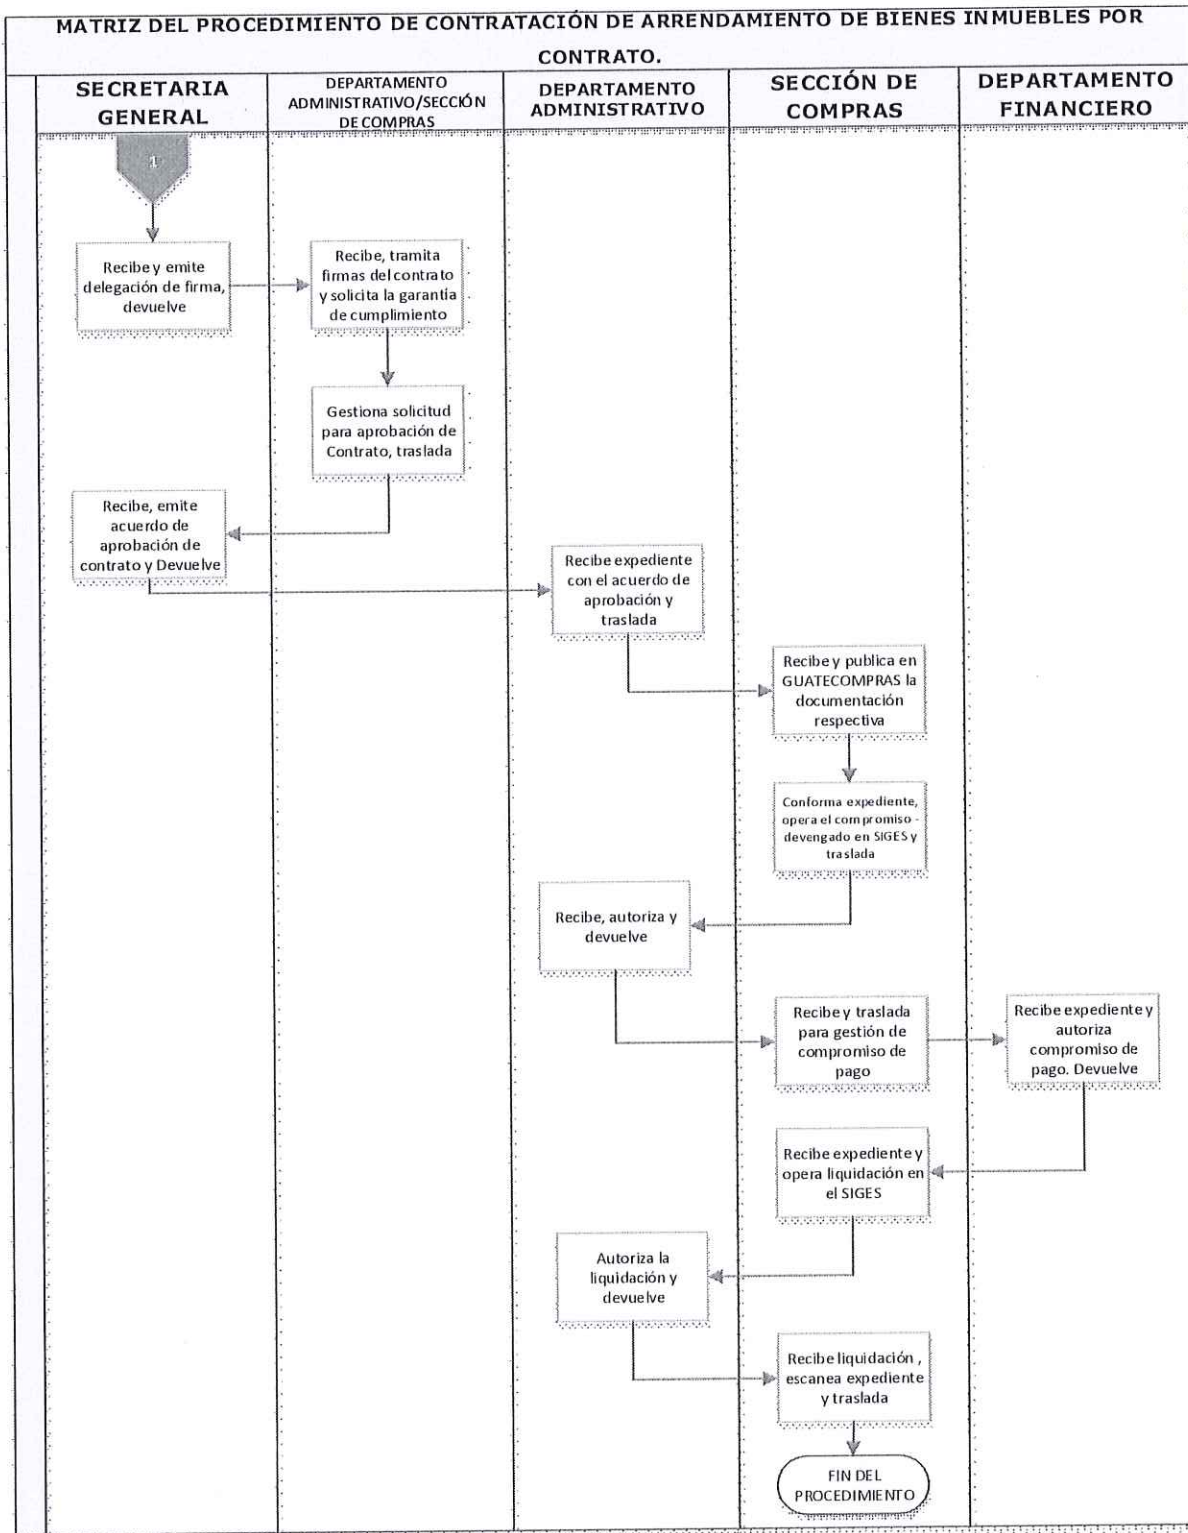 MATRIZ DEL PROCEDIMIENTO DE CONTRATACIÓN DE ARRENDAMIENTO DE BIENES INMUEBLES POR
CONTRATO.
SECRETARIA
GENERAL
DEPARTAMENTO
ADMINISTRATIVO/SECCIÓN
DE COMPRAS
DEPARTAMENTO
ADMINISTRATIVO
SECCIÓN DE
COMPRAS
DEPARTAMENTO
FINANCIERO
1
Recibe y emite
delegación de firma,
devuelve
Recibe, tramita
firmas del contrato
y solicita la garantía
de cumplimiento
Gestiona solicitud
para aprobación de
Contrato, traslada
Recibe, emite
acuerdo de
aprobación de
contrato y Devuelve
Recibe expediente
con el acuerdo de
aprobación y
traslada
Recibe y publica en
GUATECOMPRAS la
documentación
respectiva
Conforma expediente,
opera el compromiso -
devengado en SIGES y
traslada
Recibe, autoriza y
devuelve
Recibe y traslada
para gestión de
compromiso de
pago
Recibe expediente y
autoriza
compromiso de
pago. Devuelve
Recibe expediente y
opera liquidación en
el SIGES
Autoriza la
liquidación y
devuelve
Recibe liquidación ,
escanea expediente
y traslada
FIN DEL
PROCEDIMIENTO